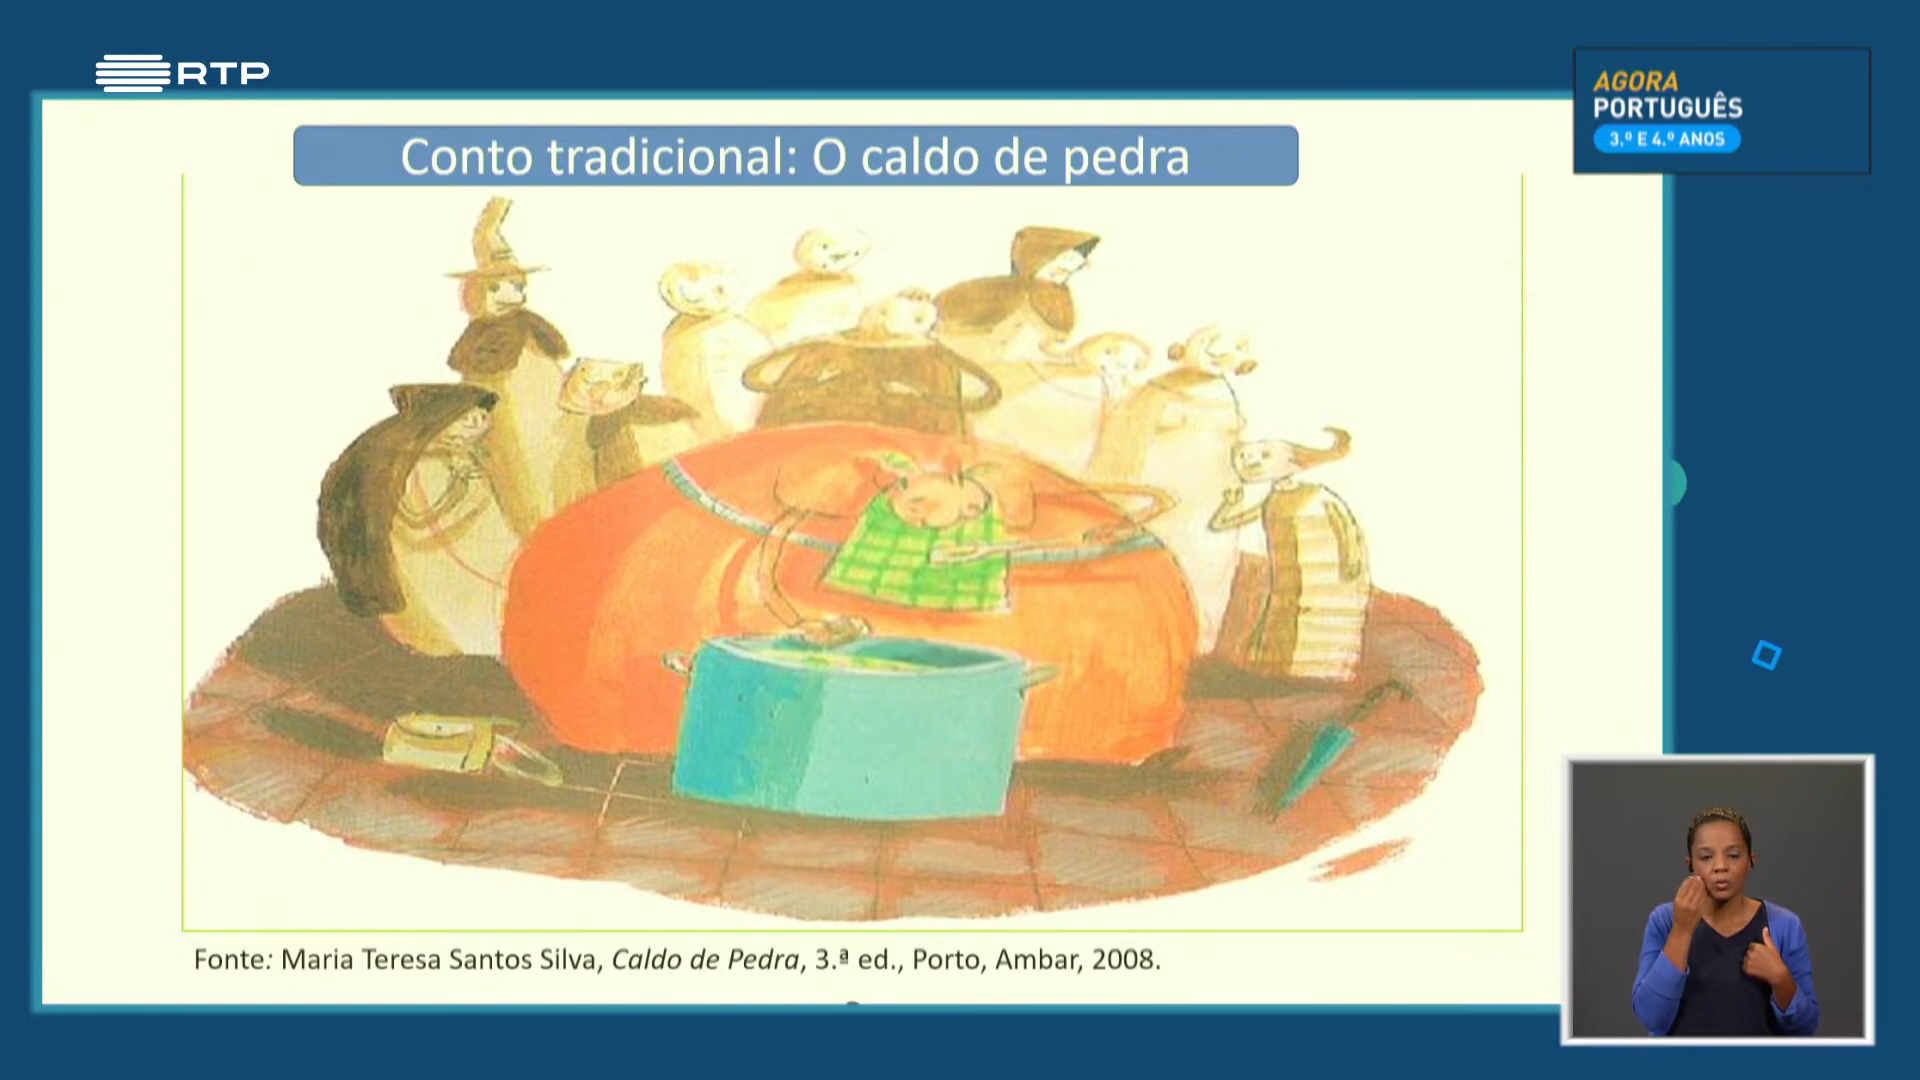 RTP
AGORA
PORTUGUÊS
3.º E 4.º ANOS
Conto tradicional: O caldo de pedra
Fonte: Maria Teresa Santos Silva, Caldo de Pedra, 3.ª ed., Porto, Ambar, 2008.